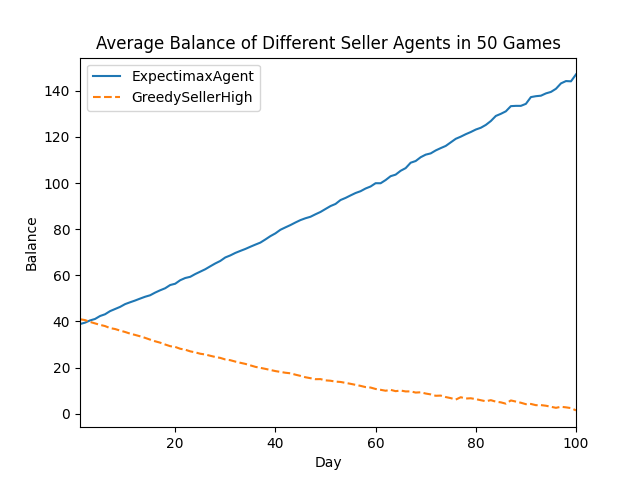 Average Balance of Different Seller Agents in 50 Games
ExpectimaxAgent
GreedySellerHigh
Balance
140
120
100
80
60
40
20
0
20 40 60 80 100
Day